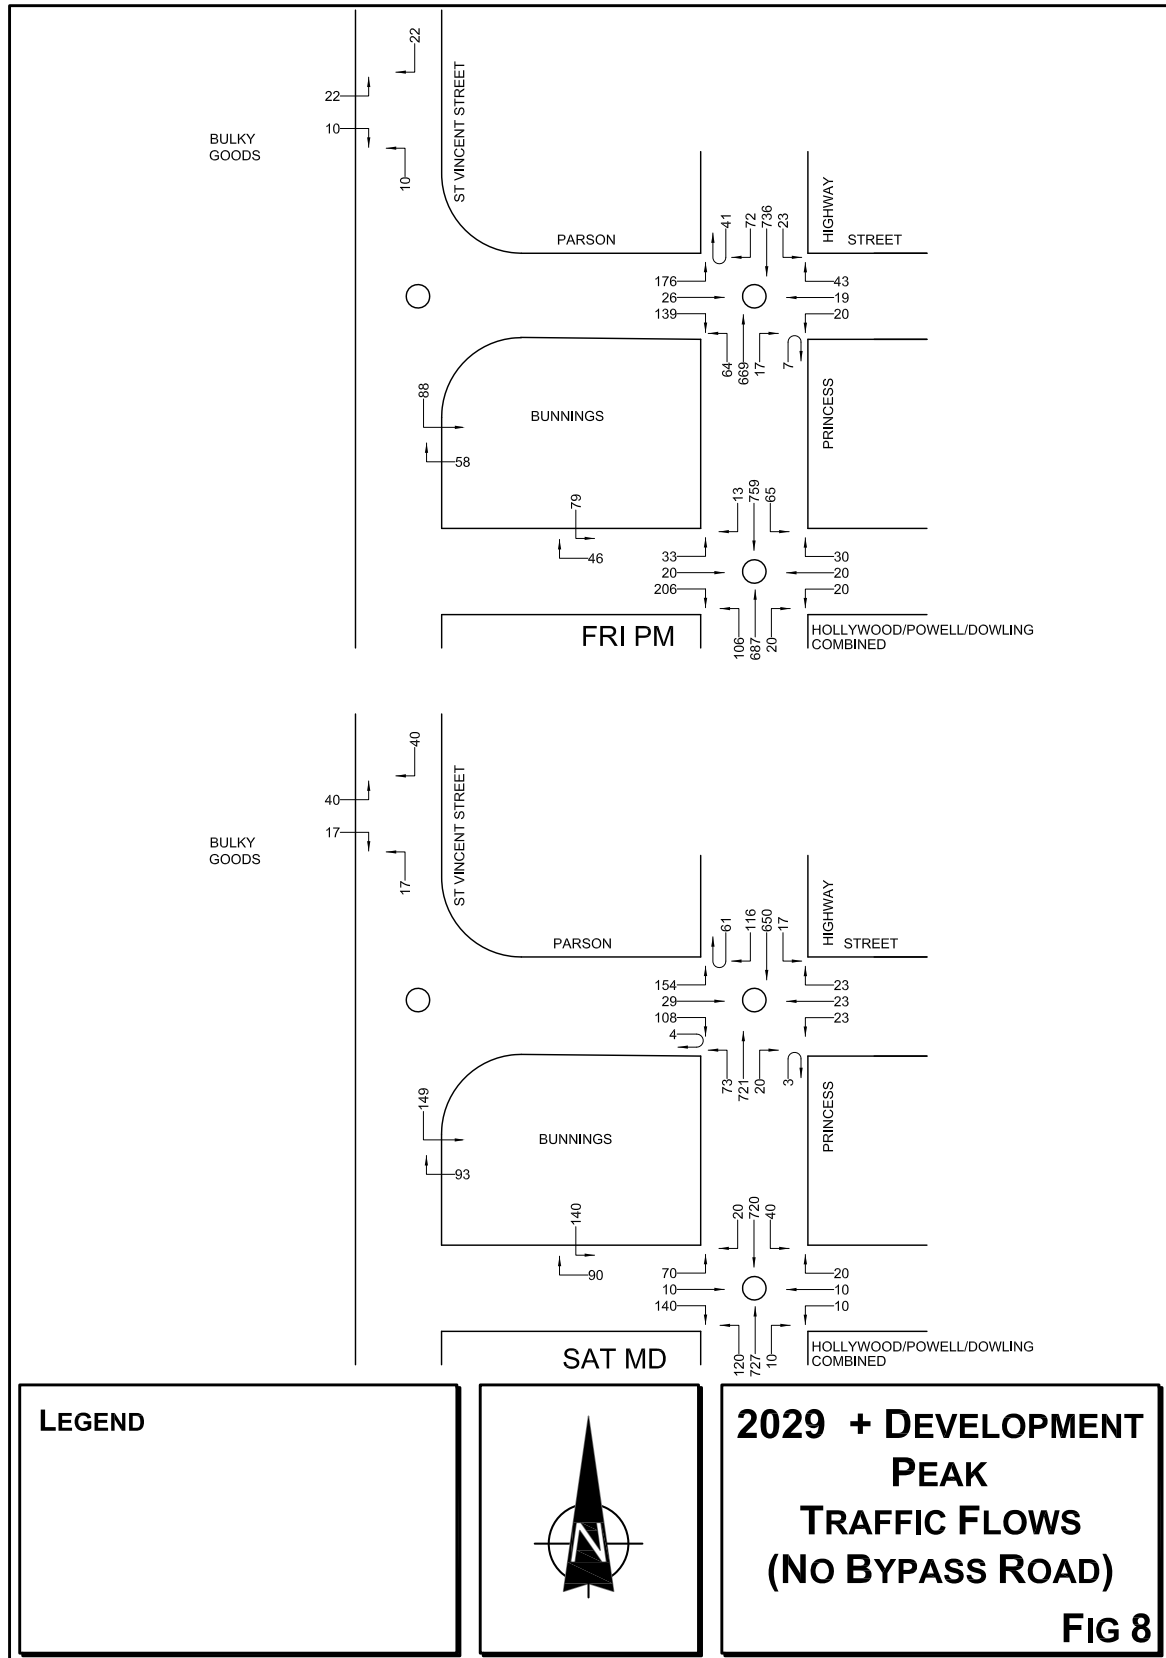 22
22
10
BULKY
GOODS
10
ST VINCENT STREET
PARSON
HIGHWAY
STREET
41
72
736
23
176
26
139
43
19
20
64
669
17
7
88
58
BUNNINGS
PRINCESS
79
46
13
759
65
33
20
206
30
20
20
106
687
20
FRI PM
HOLLYWOOD/POWELL/DOWLING
COMBINED
40
40
17
BULKY
GOODS
17
ST VINCENT STREET
PARSON
HIGHWAY
STREET
61
116
650
17
154
29
108
4
23
23
23
73
721
20
3
149
93
BUNNINGS
PRINCESS
140
90
20
720
40
70
10
140
20
10
10
120
727
10
SAT MD
HOLLYWOOD/POWELL/DOWLING
COMBINED
LEGEND
N
2029 + DEVELOPMENT
PEAK
TRAFFIC FLOWS
(NO BYPASS ROAD)
FIG 8